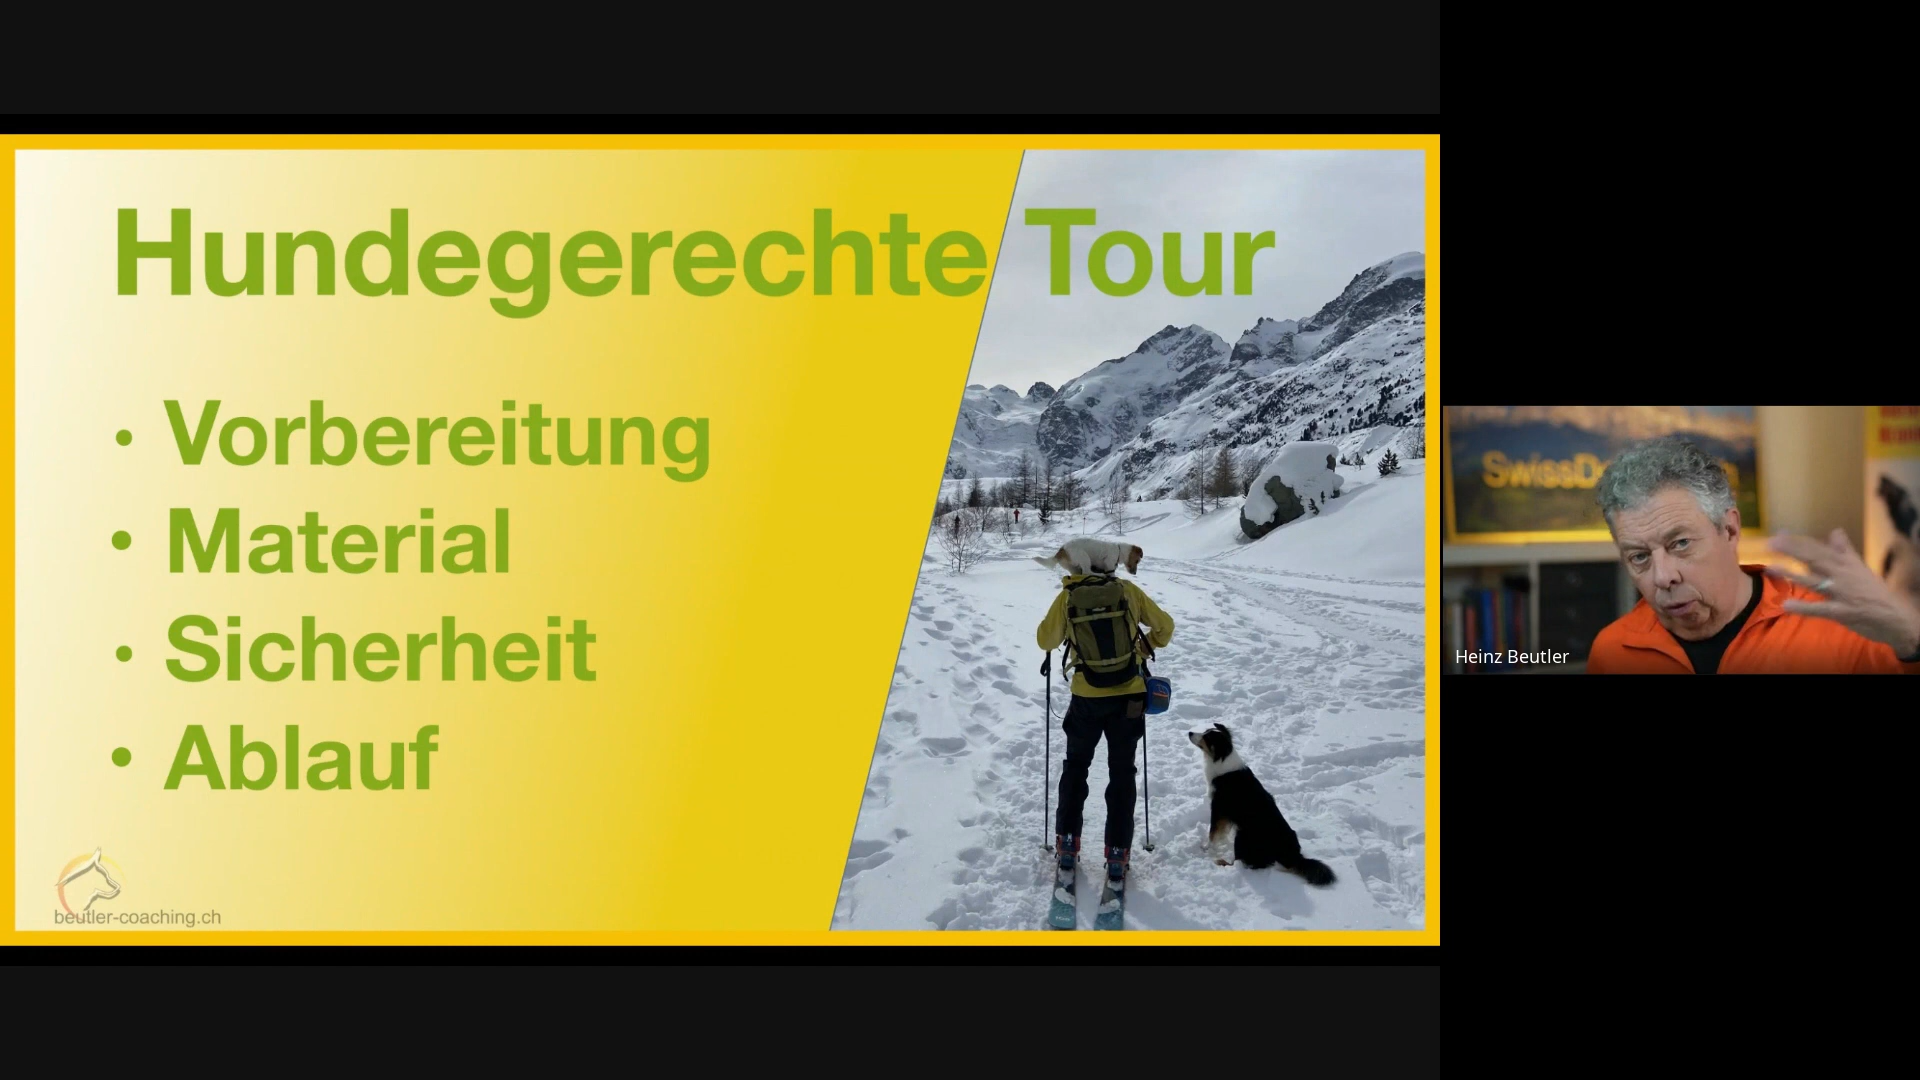 Hundegerechte Tour
• Vorbereitung
• Material
• Sicherheit
• Ablauf
beutler-coaching.ch
Heinz Beutler